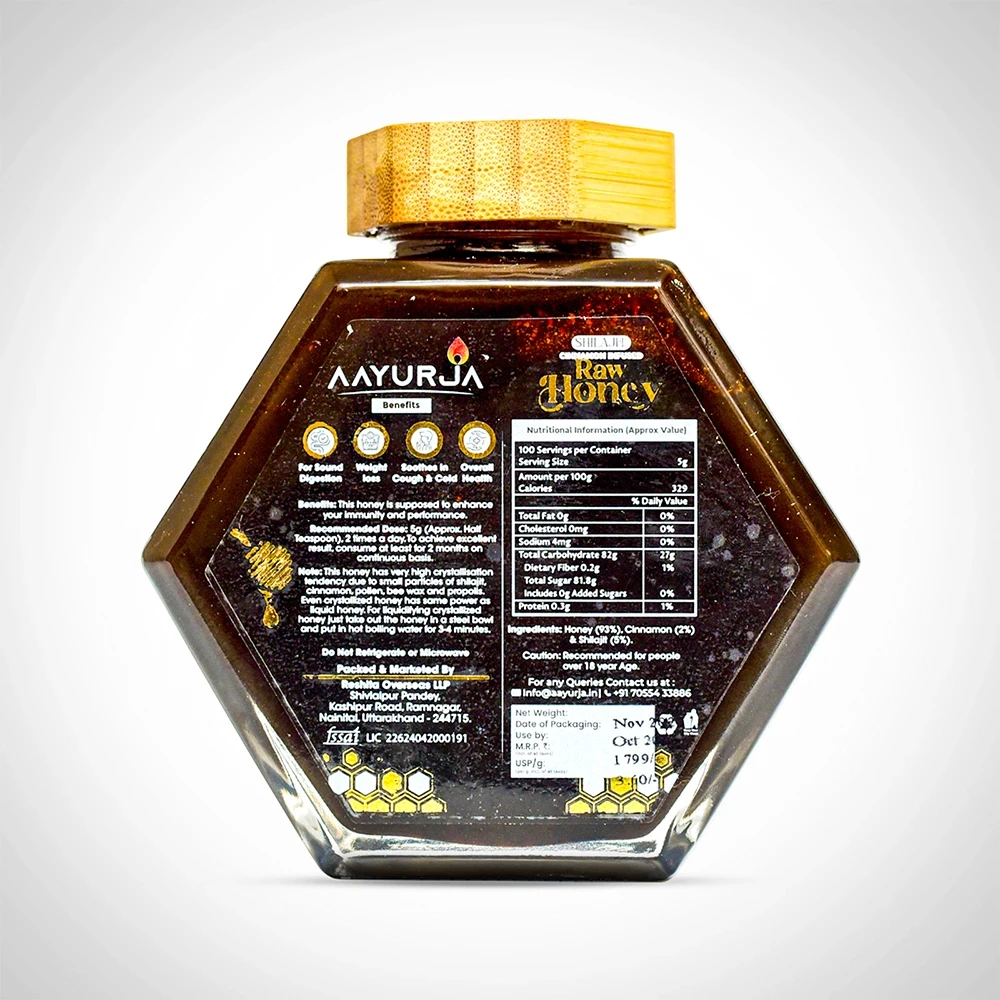 AAYURJA
Benefits
For Sound Digestion
Weight loss
Soothes in Cough & Cold
Overall Health
Benefits: This honey is supposed to enhance
your immunity and performance.
Recommended Dose: 5g (Approx. Half
Teaspoon), 2 times a day. To achieve excellent
result, consume at least for 2 months on
continuous basis.
Note: This honey has very high crystallisation
tendency due to small particles of shilajit,
cinnamon, pollen, bee wax and propolis.
Even crystallized honey has same power as
liquid honey. For liquidifying crystallized
honey just take out the honey in a steel bowl
and put in hot boiling water for 3-4 minutes.
Do Not Refrigerate or Microwave
Packed & Marketed By
Reshita Overseas LLP
Shivlalpur Pandey,
Kashipur Road, Ramnagar,
Nainital, Uttarakhand - 244715.
fssai LIC 22624042000191
SHILAJIT
CINNAMON INFUSED
Raw
Honey
Nutritional Information (Approx Value)
100 Servings per Container
Serving Size 5g
Amount per 100g
Calories 329
% Daily Value
Total Fat 0g 0%
Cholesterol 0mg 0%
Sodium 4mg 0%
Total Carbohydrate 82g 27g
Dietary Fiber 0.2g 1%
Total Sugar 81.8g
Includes 0g Added Sugars 0%
Protein 0.3g 1%
Ingredients: Honey (93%), Cinnamon (2%)
& Shilajit (5%).
Caution: Recommended for people
over 18 year Age.
For any Queries Contact us at :
info@aayurja.in| +91 70554 33886
Net Weight:
Date of Packaging: Nov
Use by: Oct
M.R.P. ₹: 1799/
USP/g: 3.60/-